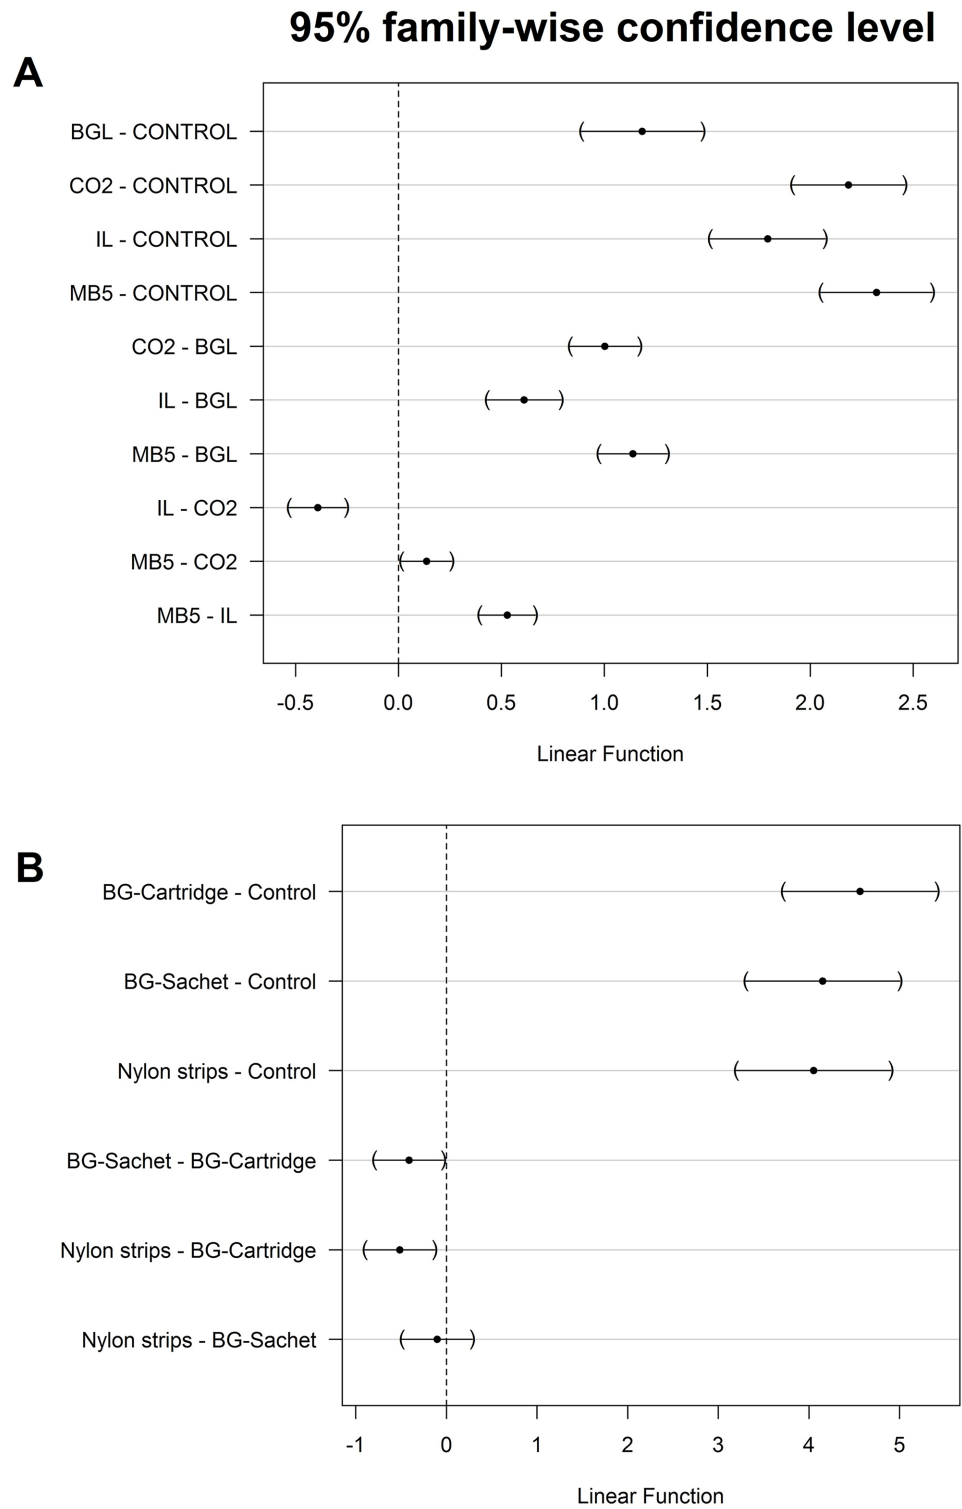 95% family-wise confidence level
A
BGL - CONTROL
CO2 - CONTROL
IL - CONTROL
MB5 - CONTROL
CO2 - BGL
IL - BGL
MB5 - BGL
IL - CO2
MB5 - CO2
MB5 - IL
-0.5 0.0 0.5 1.0 1.5 2.0 2.5
Linear Function
B
BG-Cartridge - Control
BG-Sachet - Control
Nylon strips - Control
BG-Sachet - BG-Cartridge
Nylon strips - BG-Cartridge
Nylon strips - BG-Sachet
-1 0 1 2 3 4 5
Linear Function